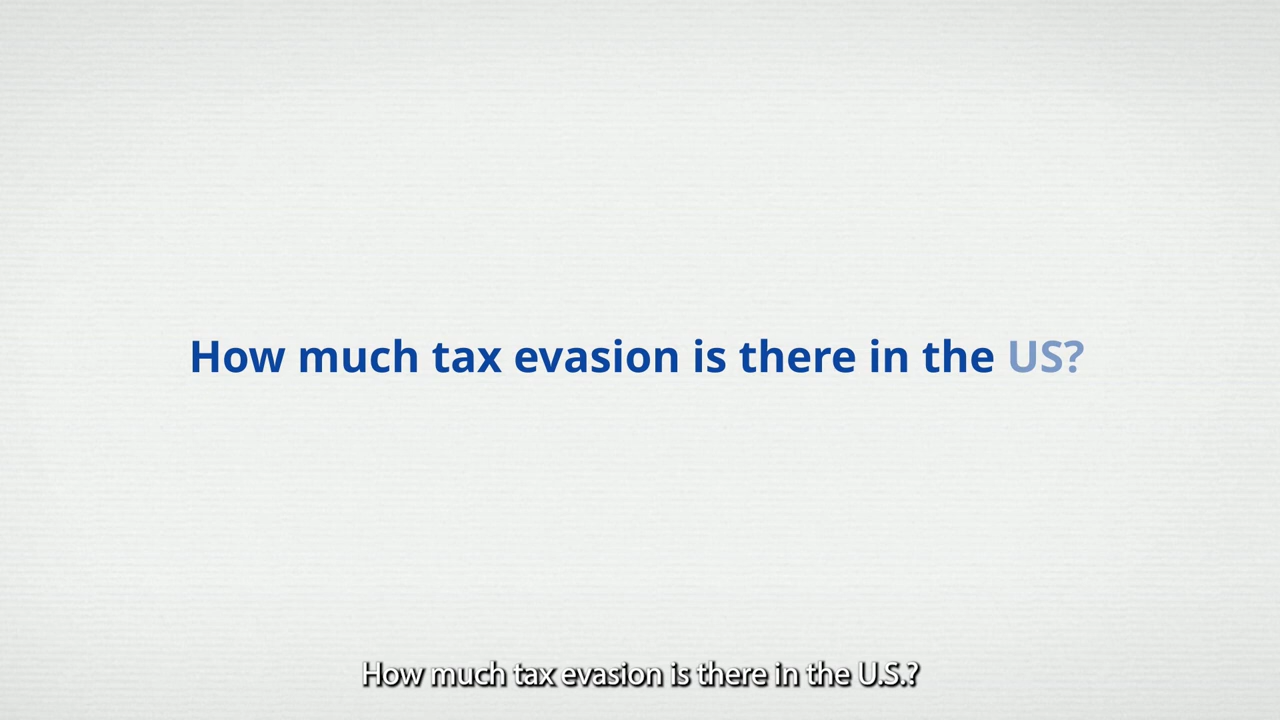 How much tax evasion is there in the US?
How much tax evasion is there in the U.S.?